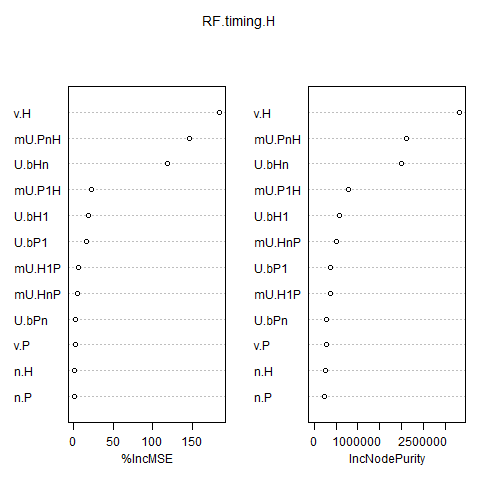 RF.timing.H
v.H
mU.PnH
U.bHn
mU.P1H
U.bH1
U.bP1
mU.H1P
mU.HnP
U.bPn
v.P
n.H
n.P
0 50 100 150
%IncMSE
v.H
mU.PnH
U.bHn
mU.P1H
U.bH1
mU.HnP
U.bP1
mU.H1P
U.bPn
v.P
n.H
n.P
0 1000000 2500000
IncNodePurity